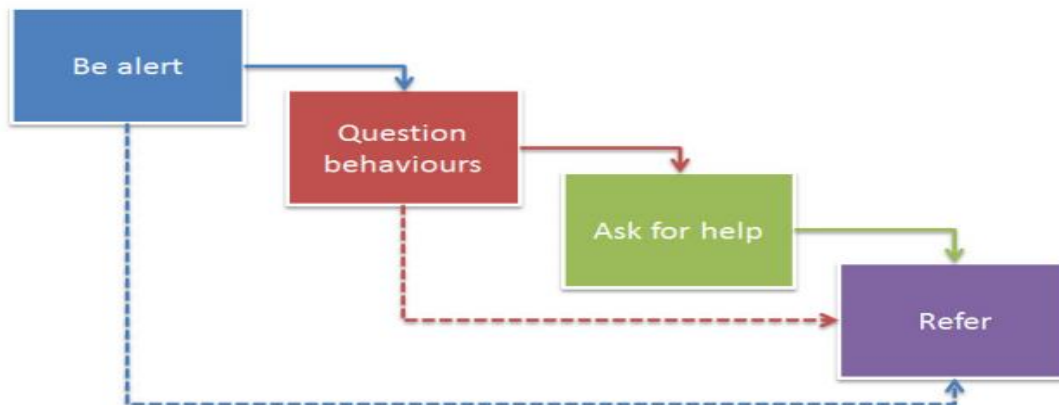 Be alert
Question
behaviours
Ask for help
Refer